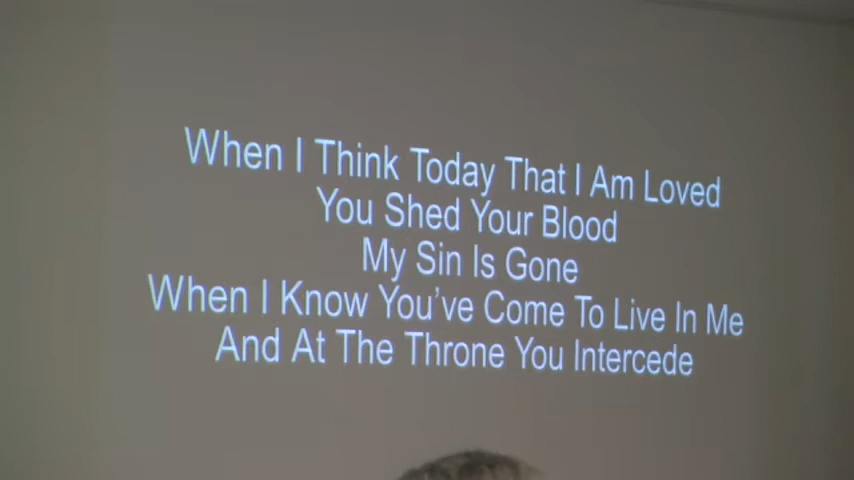 When I Think Today That I Am Loved
You Shed Your Blood
My Sin Is Gone
When I Know You've Come To Live In Me
And At The Throne You Intercede